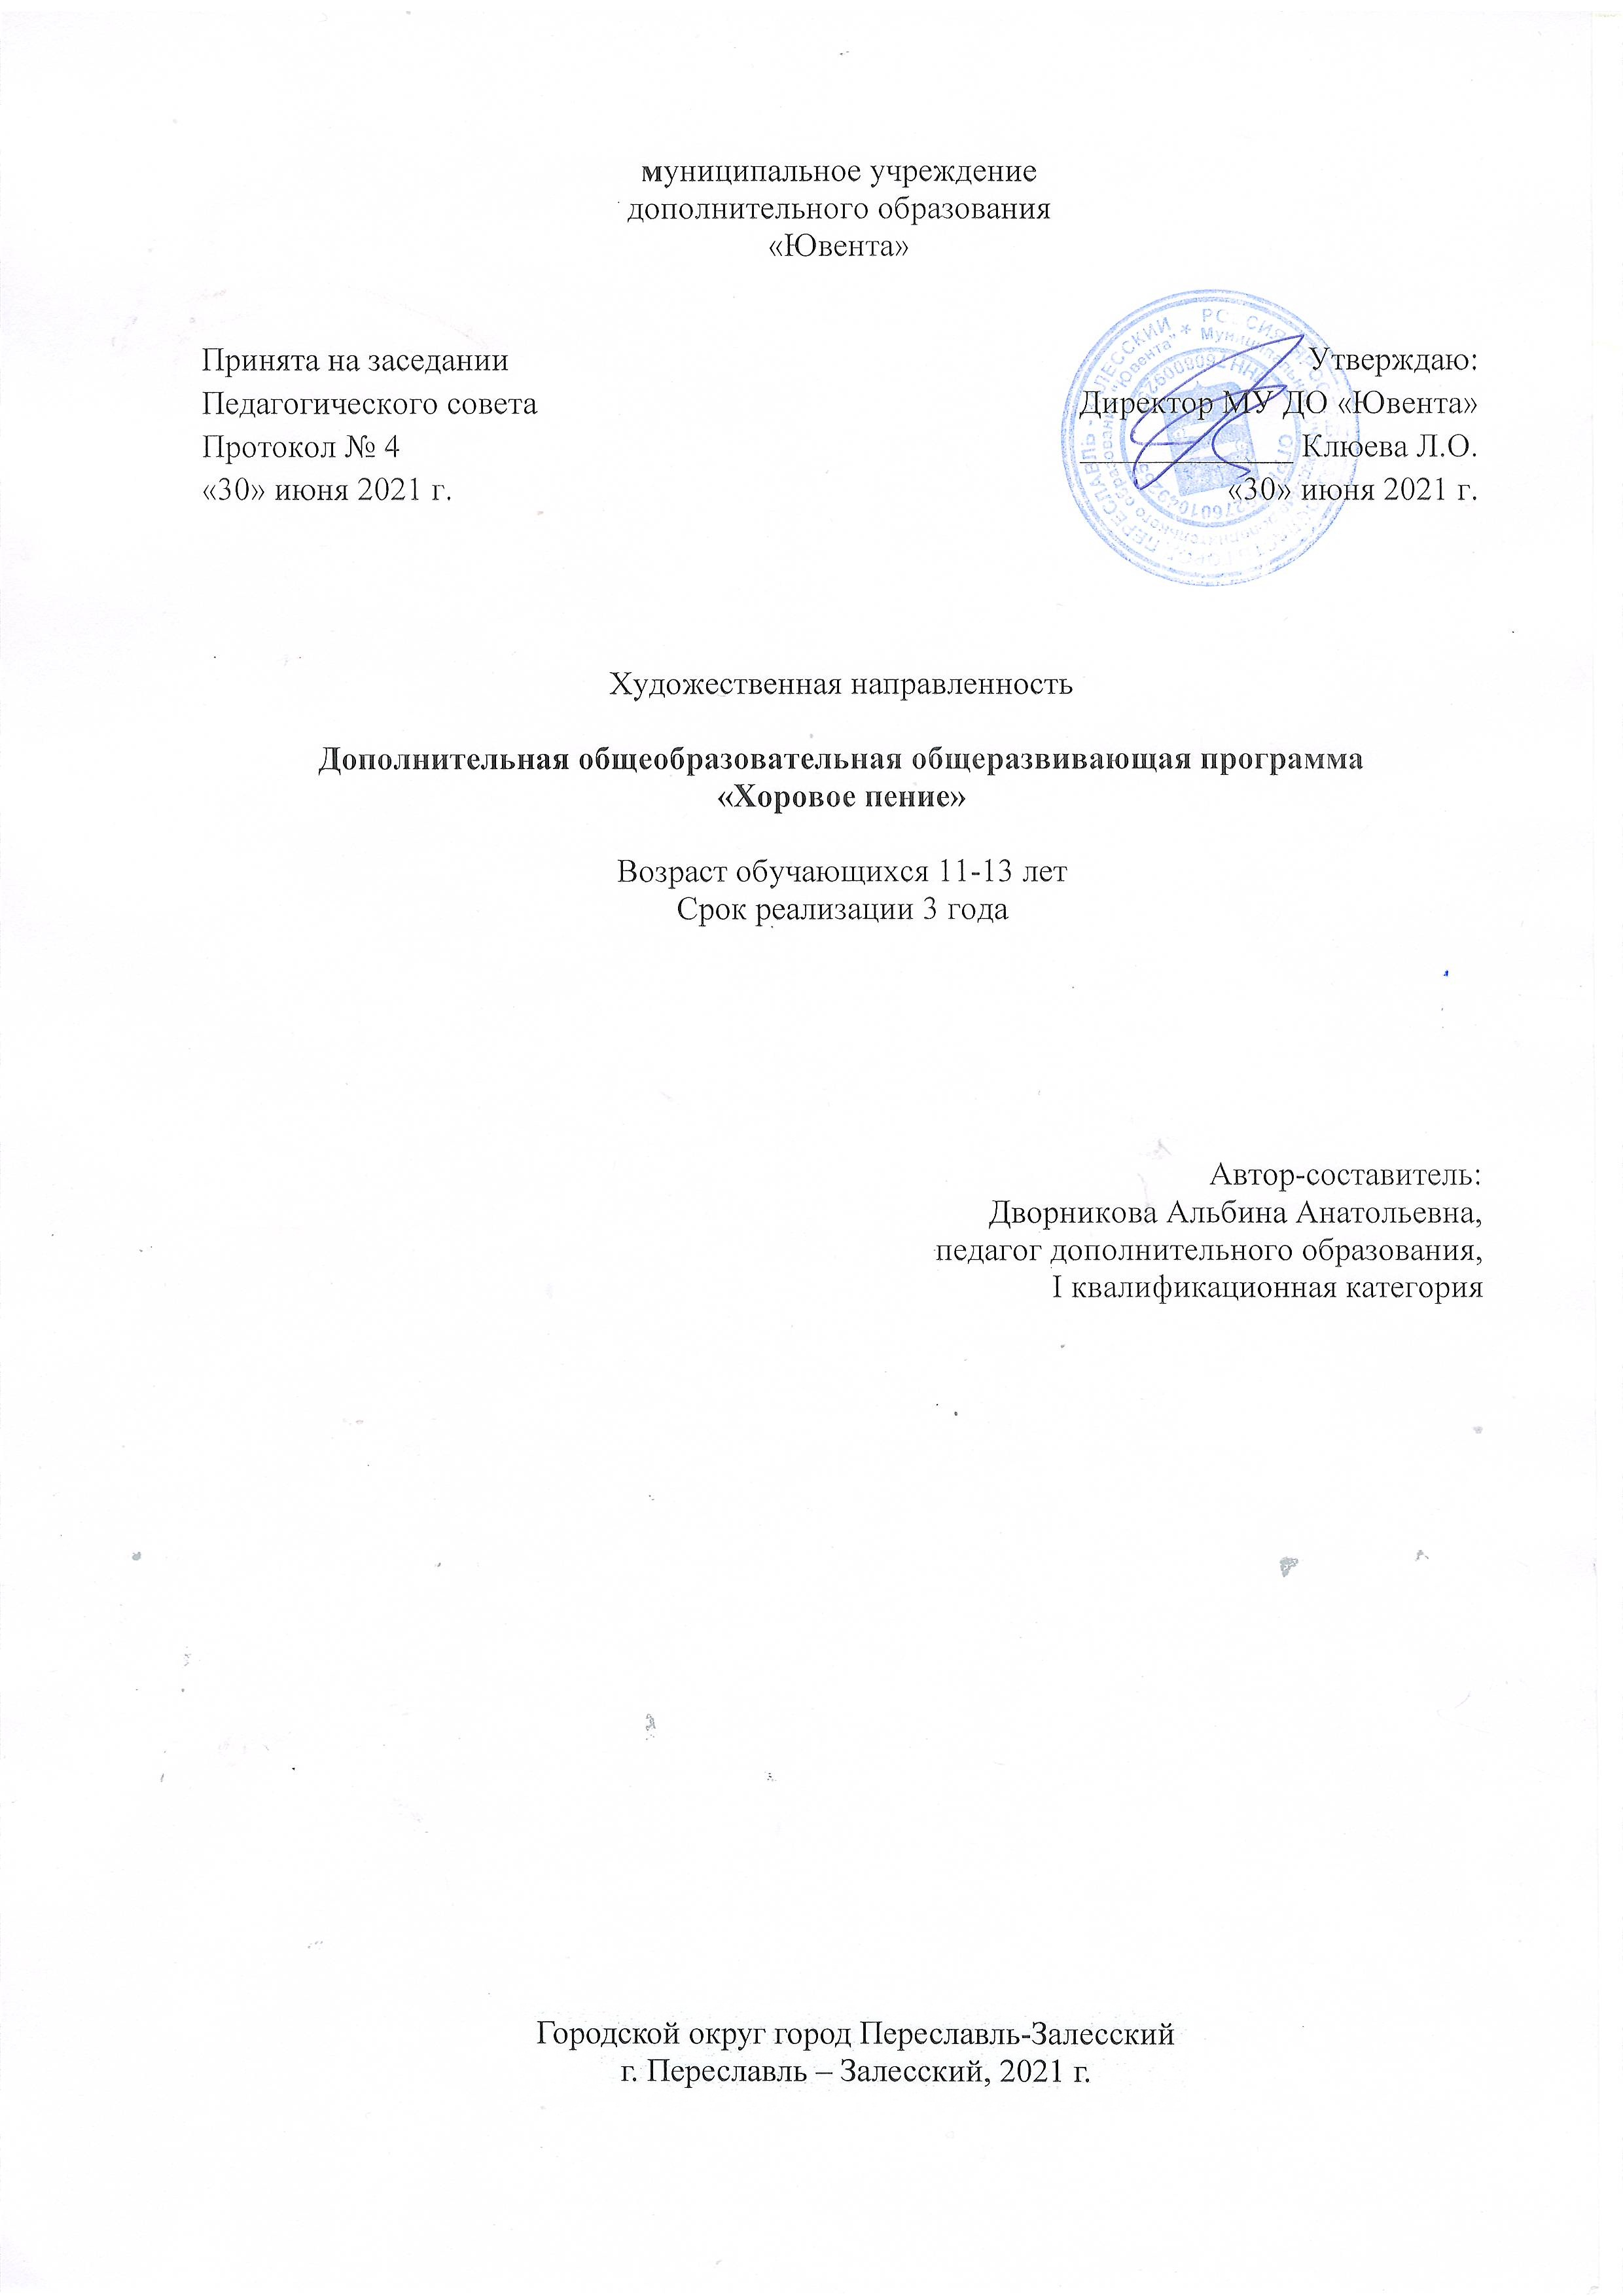 муниципальное учреждение
дополнительного образования
«Ювента»
Принята на заседании
Педагогического совета
Протокол № 4
«30» июня 2021 г.
Утверждаю:
Директор МУ ДО «Ювента»
Клюева Л.О.
«30» июня 2021 г.
Художественная направленность
Дополнительная общеобразовательная общеразвивающая программа
«Хоровое пение»
Возраст обучающихся 11-13 лет
Срок реализации 3 года
Автор-составитель:
Дворникова Альбина Анатольевна,
педагог дополнительного образования,
I квалификационная категория
Городской округ город Переславль-Залесский
г. Переславль – Залесский, 2021 г.